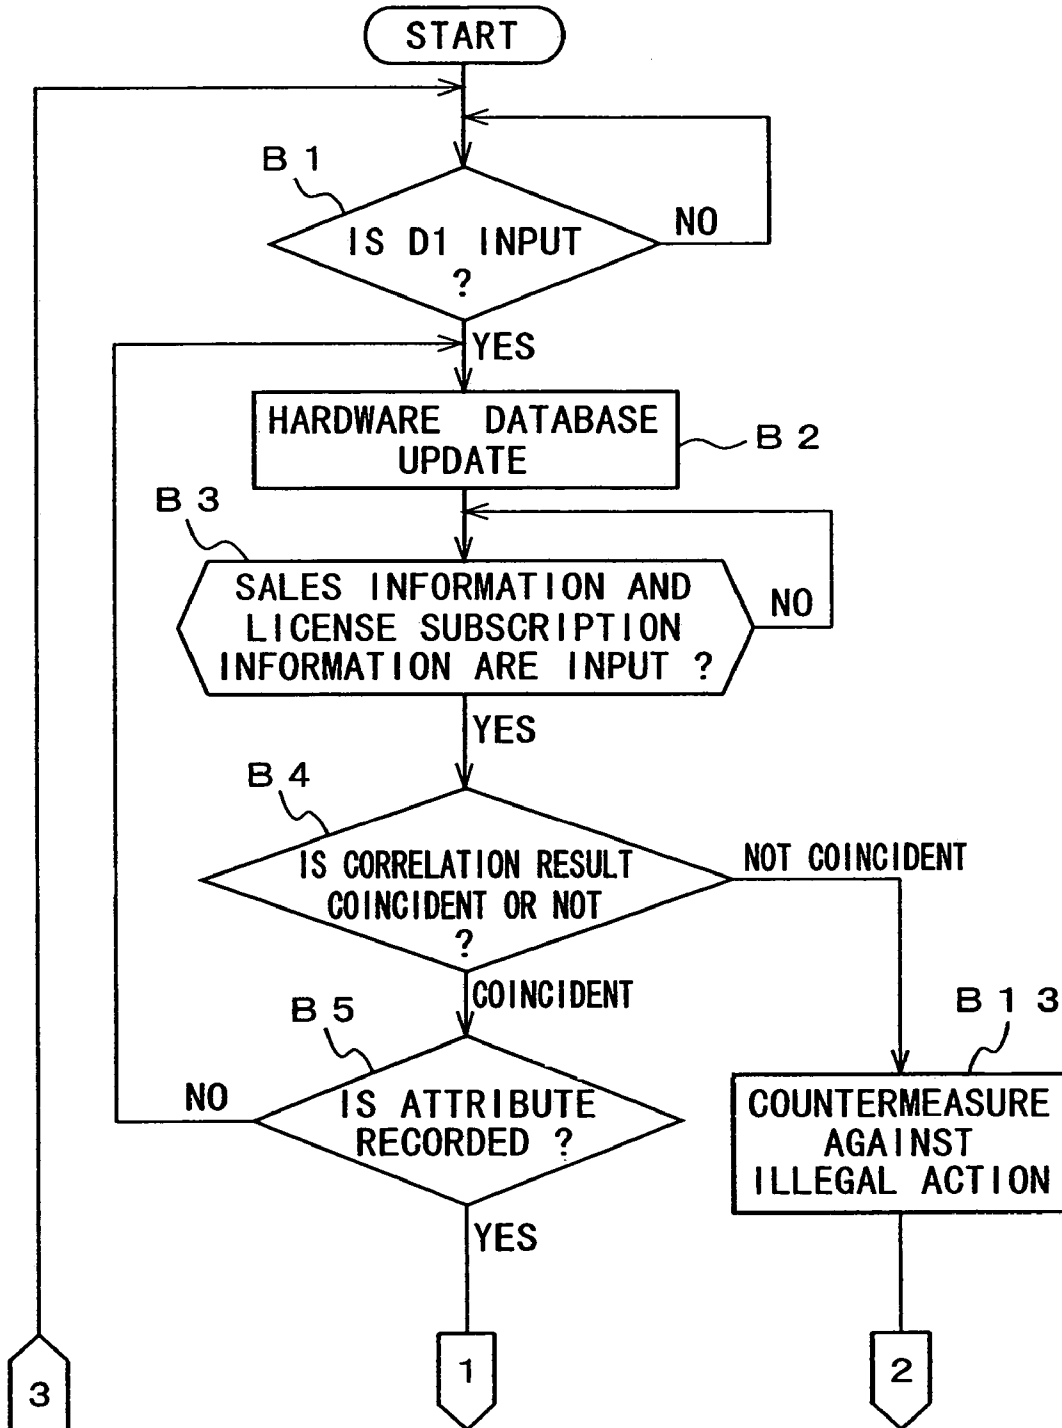 START
B 1
IS D1 INPUT
?
NO
YES
HARDWARE DATABASE
UPDATE
B 2
B 3
SALES INFORMATION AND
LICENSE SUBSCRIPTION
INFORMATION ARE INPUT ?
NO
YES
B 4
IS CORRELATION RESULT
COINCIDENT OR NOT
?
NOT COINCIDENT
COINCIDENT
B 5
IS ATTRIBUTE
RECORDED ?
NO
YES
B 1 3
COUNTERMEASURE
AGAINST
ILLEGAL ACTION
3
1
2